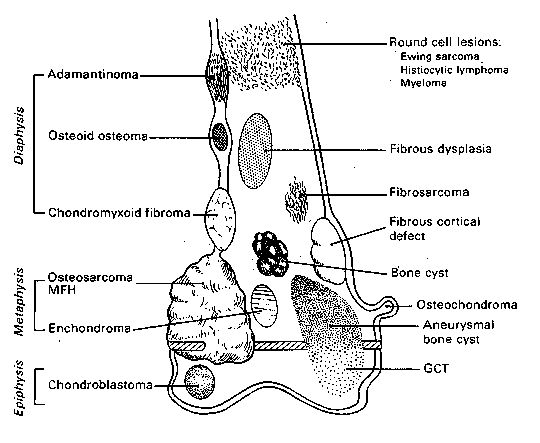 Diaphysis
Adamantinoma
Osteoid osteoma
Chondromyxoid fibroma
Metaphysis
Osteosarcoma
MFH
Enchondroma
Epiphysis
Chondroblastoma
Round cell lesions:
Ewing sarcoma
Histiocytic lymphoma
Myeloma
Fibrous dysplasia
Fibrosarcoma
Fibrous cortical
defect
Bone cyst
Osteochondroma
Aneurysmal
bone cyst
GCT